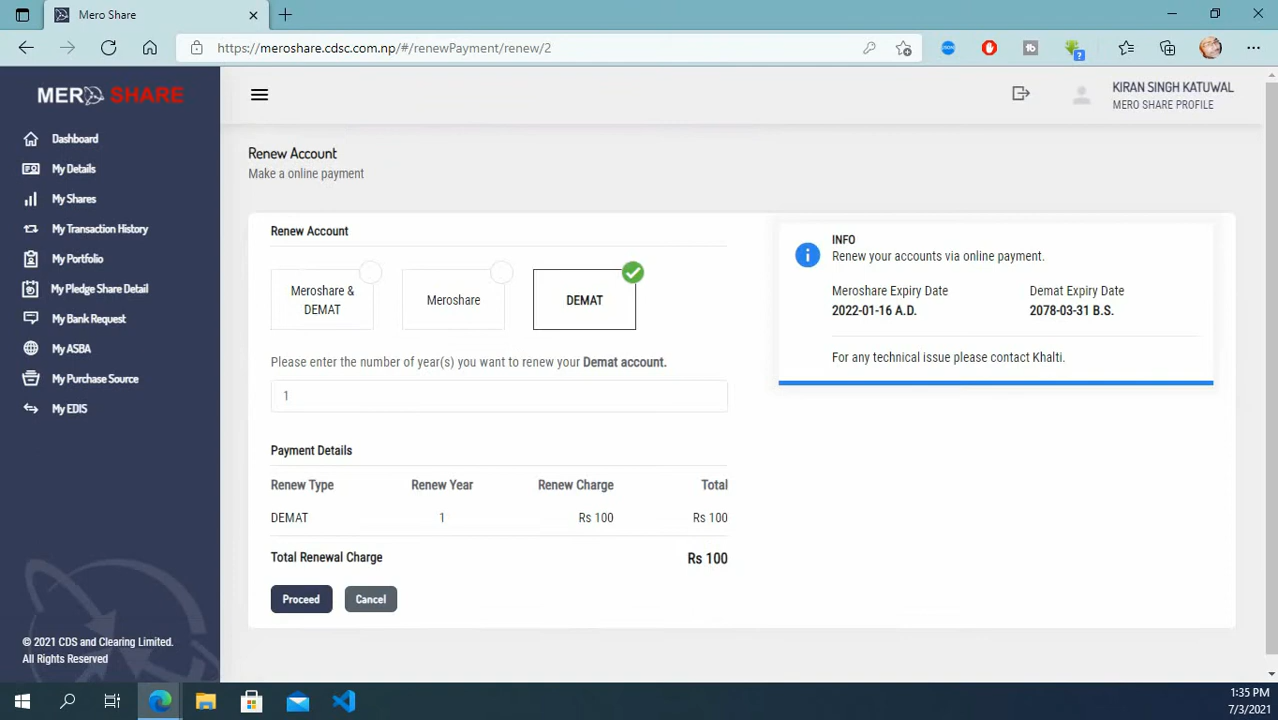 Mero Share
https://meroshare.cdsc.com.np/#/renewPayment/renew/2
MERO SHARE
KIRAN SINGH KATUWAL
MERO SHARE PROFILE
Dashboard
My Details
My Shares
My Transaction History
My Portfolio
My Pledge Share Detail
My Bank Request
My ASBA
My Purchase Source
My EDIS
© 2021 CDS and Clearing Limited.
All Rights Reserved
Renew Account
Make a online payment
Renew Account
Meroshare &
DEMAT
Meroshare
DEMAT
Please enter the number of year(s) you want to renew your Demat account.
1
Payment Details
Renew Type Renew Year Renew Charge Total
DEMAT 1 Rs 100 Rs 100
Total Renewal Charge Rs 100
Proceed Cancel
INFO
Renew your accounts via online payment.
Meroshare Expiry Date Demat Expiry Date
2022-01-16 A.D. 2078-03-31 B.S.
For any technical issue please contact Khalti.
1:35 PM
7/3/2021